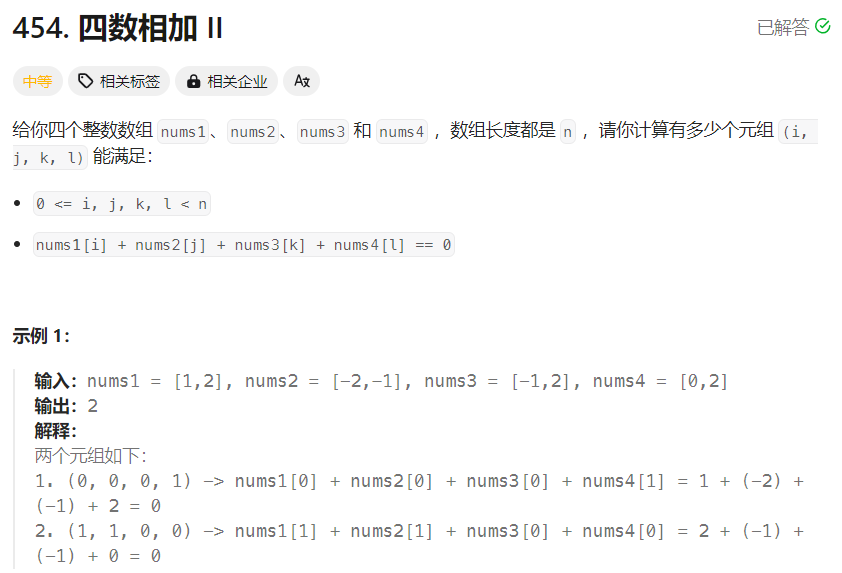 454. 四数相加 II
已解答
中等 相关标签 相关企业
给你四个整数数组 nums1、nums2、nums3 和 nums4 ，数组长度都是 n ，请你计算有多少个元组 (i,
j, k, l) 能满足：
0 <= i, j, k, l < n
nums1[i] + nums2[j] + nums3[k] + nums4[l] == 0
示例 1：
输入：nums1 = [1,2], nums2 = [-2,-1], nums3 = [-1,2], nums4 = [0,2]
输出：2
解释：
两个元组如下：
1. (0, 0, 0, 1) -> nums1[0] + nums2[0] + nums3[0] + nums4[1] = 1 + (-2) +
(-1) + 2 = 0
2. (1, 1, 0, 0) -> nums1[1] + nums2[1] + nums3[0] + nums4[0] = 2 + (-1) +
(-1) + 0 = 0